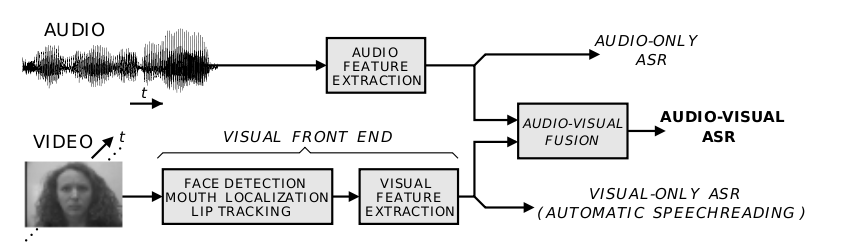 AUDIO
t
AUDIO
FEATURE
EXTRACTION
AUDIO-ONLY
ASR
VIDEO
t
VISUAL FRONT END
FACE DETECTION
MOUTH LOCALIZATION
LIP TRACKING
VISUAL
FEATURE
EXTRACTION
AUDIO-VISUAL
FUSION
AUDIO-VISUAL
ASR
VISUAL-ONLY ASR
(AUTOMATIC SPEECHREADING)